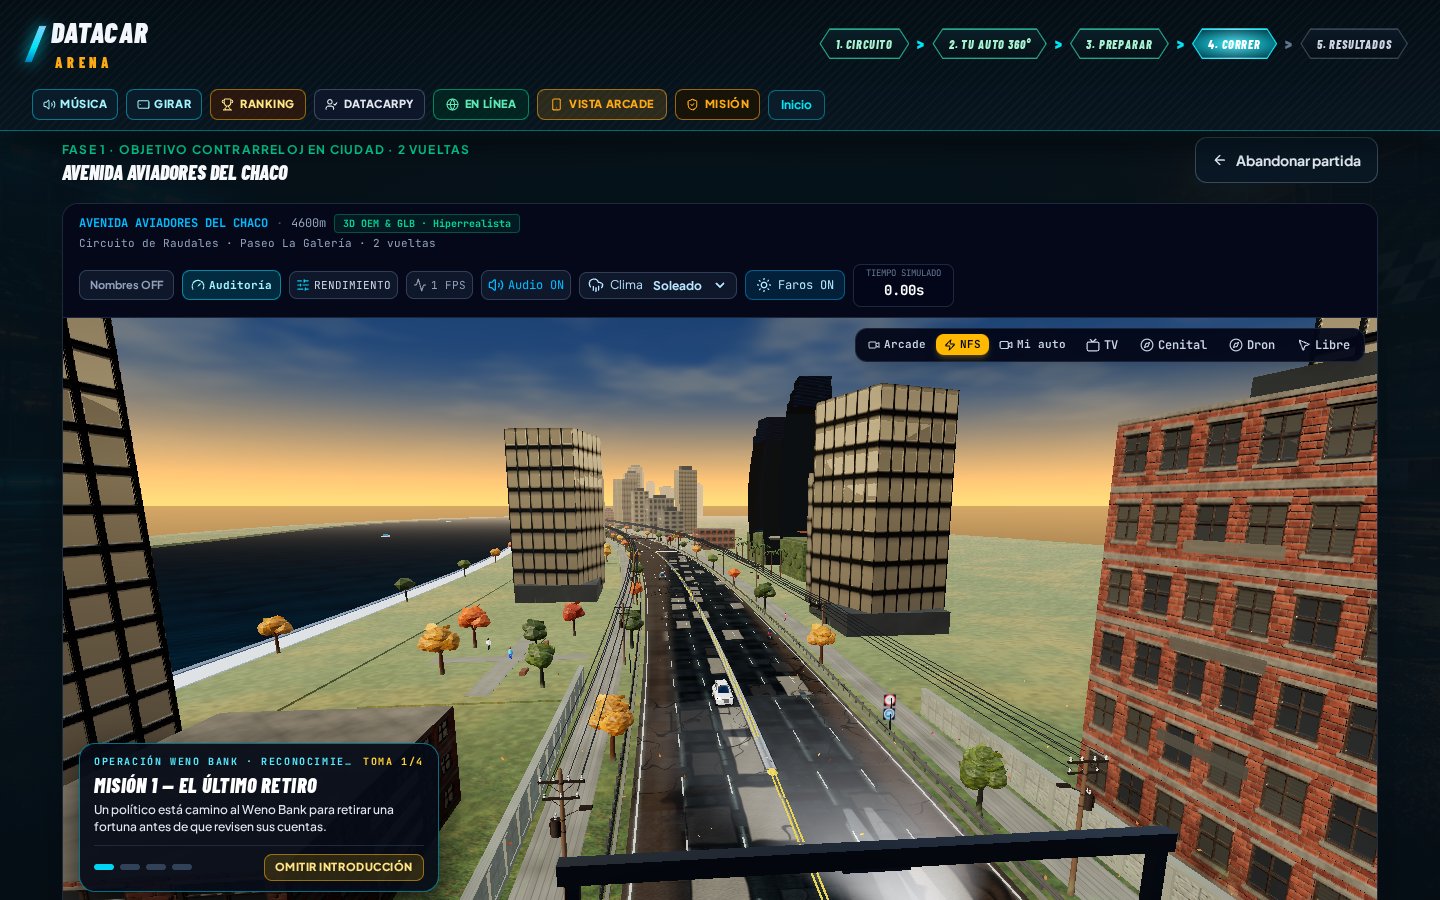 DATACAR
ARENA
1. CIRCUITO > 2. TU AUTO 360° > 3. PREPARAR > 4. CORRER > 5. RESULTADOS
MÚSICA GIRAR RANKING DATACARPY EN LÍNEA VISTA ARCADE MISIÓN Inicio
FASE 1 · OBJETIVO CONTRARRELOJ EN CIUDAD · 2 VUELTAS
AVENIDA AVIADORES DEL CHACO
← Abandonar partida
AVENIDA AVIADORES DEL CHACO · 4600m 3D OEM & GLB · Hiperrealista
Circuito de Raudales · Paseo La Galería · 2 vueltas
Nombres OFF Auditoría RENDIMIENTO 1 FPS Audio ON Clima Soleado Faros ON
TIEMPO SIMULADO
0.00s
Arcade NFS Mi auto TV Cenital Dron Libre
OPERACIÓN WENO BANK · RECONOCIMIE… TOMA 1/4
MISIÓN 1 — EL ÚLTIMO RETIRO
Un político está camino al Weno Bank para retirar una
fortuna antes de que revisen sus cuentas.
OMITIR INTRODUCCIÓN